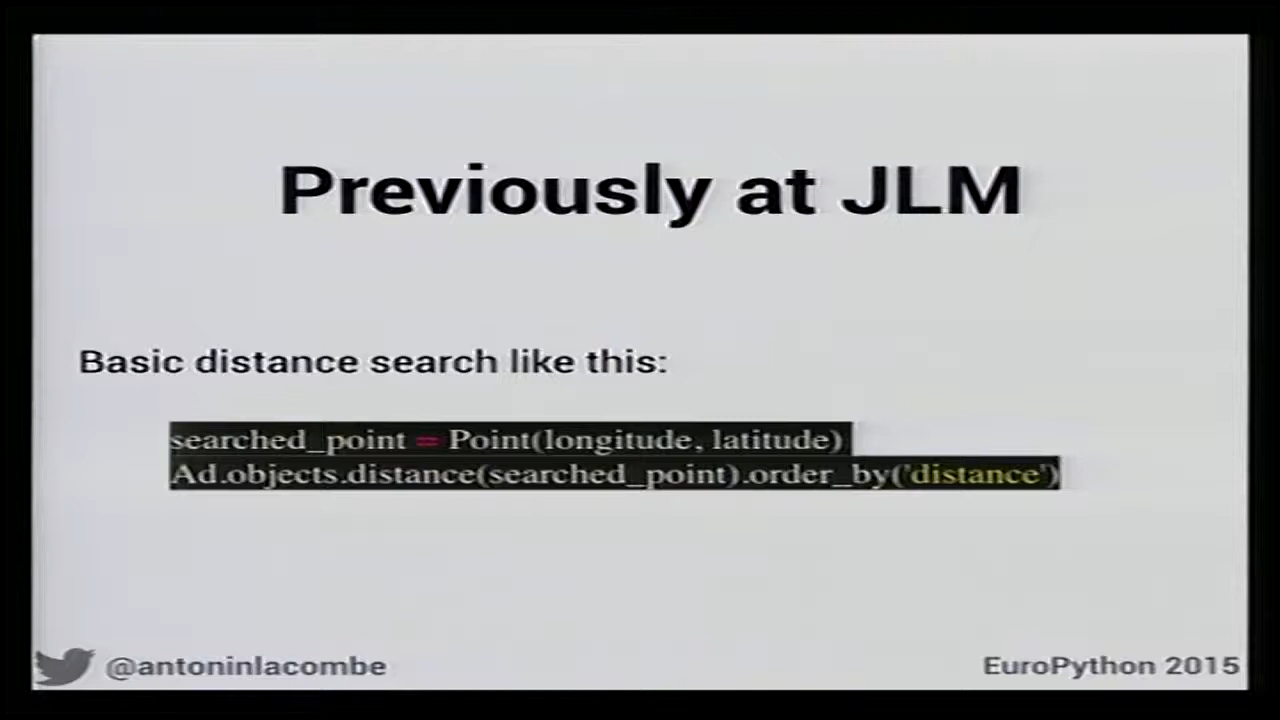 Previously at JLM
Basic distance search like this:
searched_point = Point(longitude, latitude)
Ad.objects.distance(searched_point).order_by('distance')
@antoninlacombe
EuroPython 2015